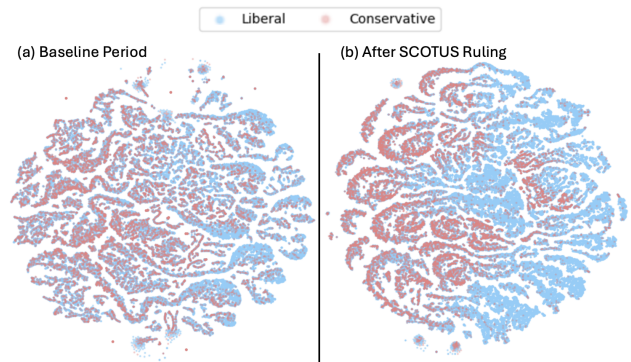 Liberal Conservative
(a) Baseline Period
(b) After SCOTUS Ruling